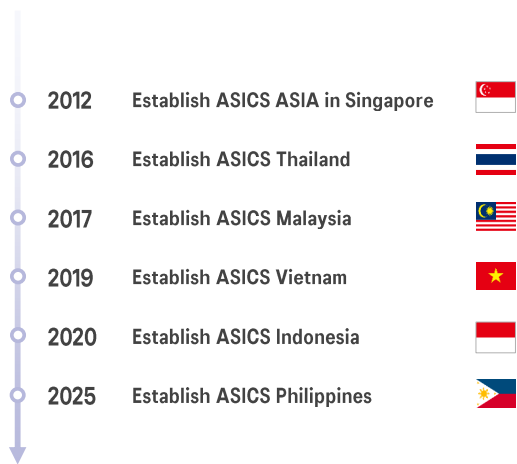 2012 Establish ASICS ASIA in Singapore
2016 Establish ASICS Thailand
2017 Establish ASICS Malaysia
2019 Establish ASICS Vietnam
2020 Establish ASICS Indonesia
2025 Establish ASICS Philippines